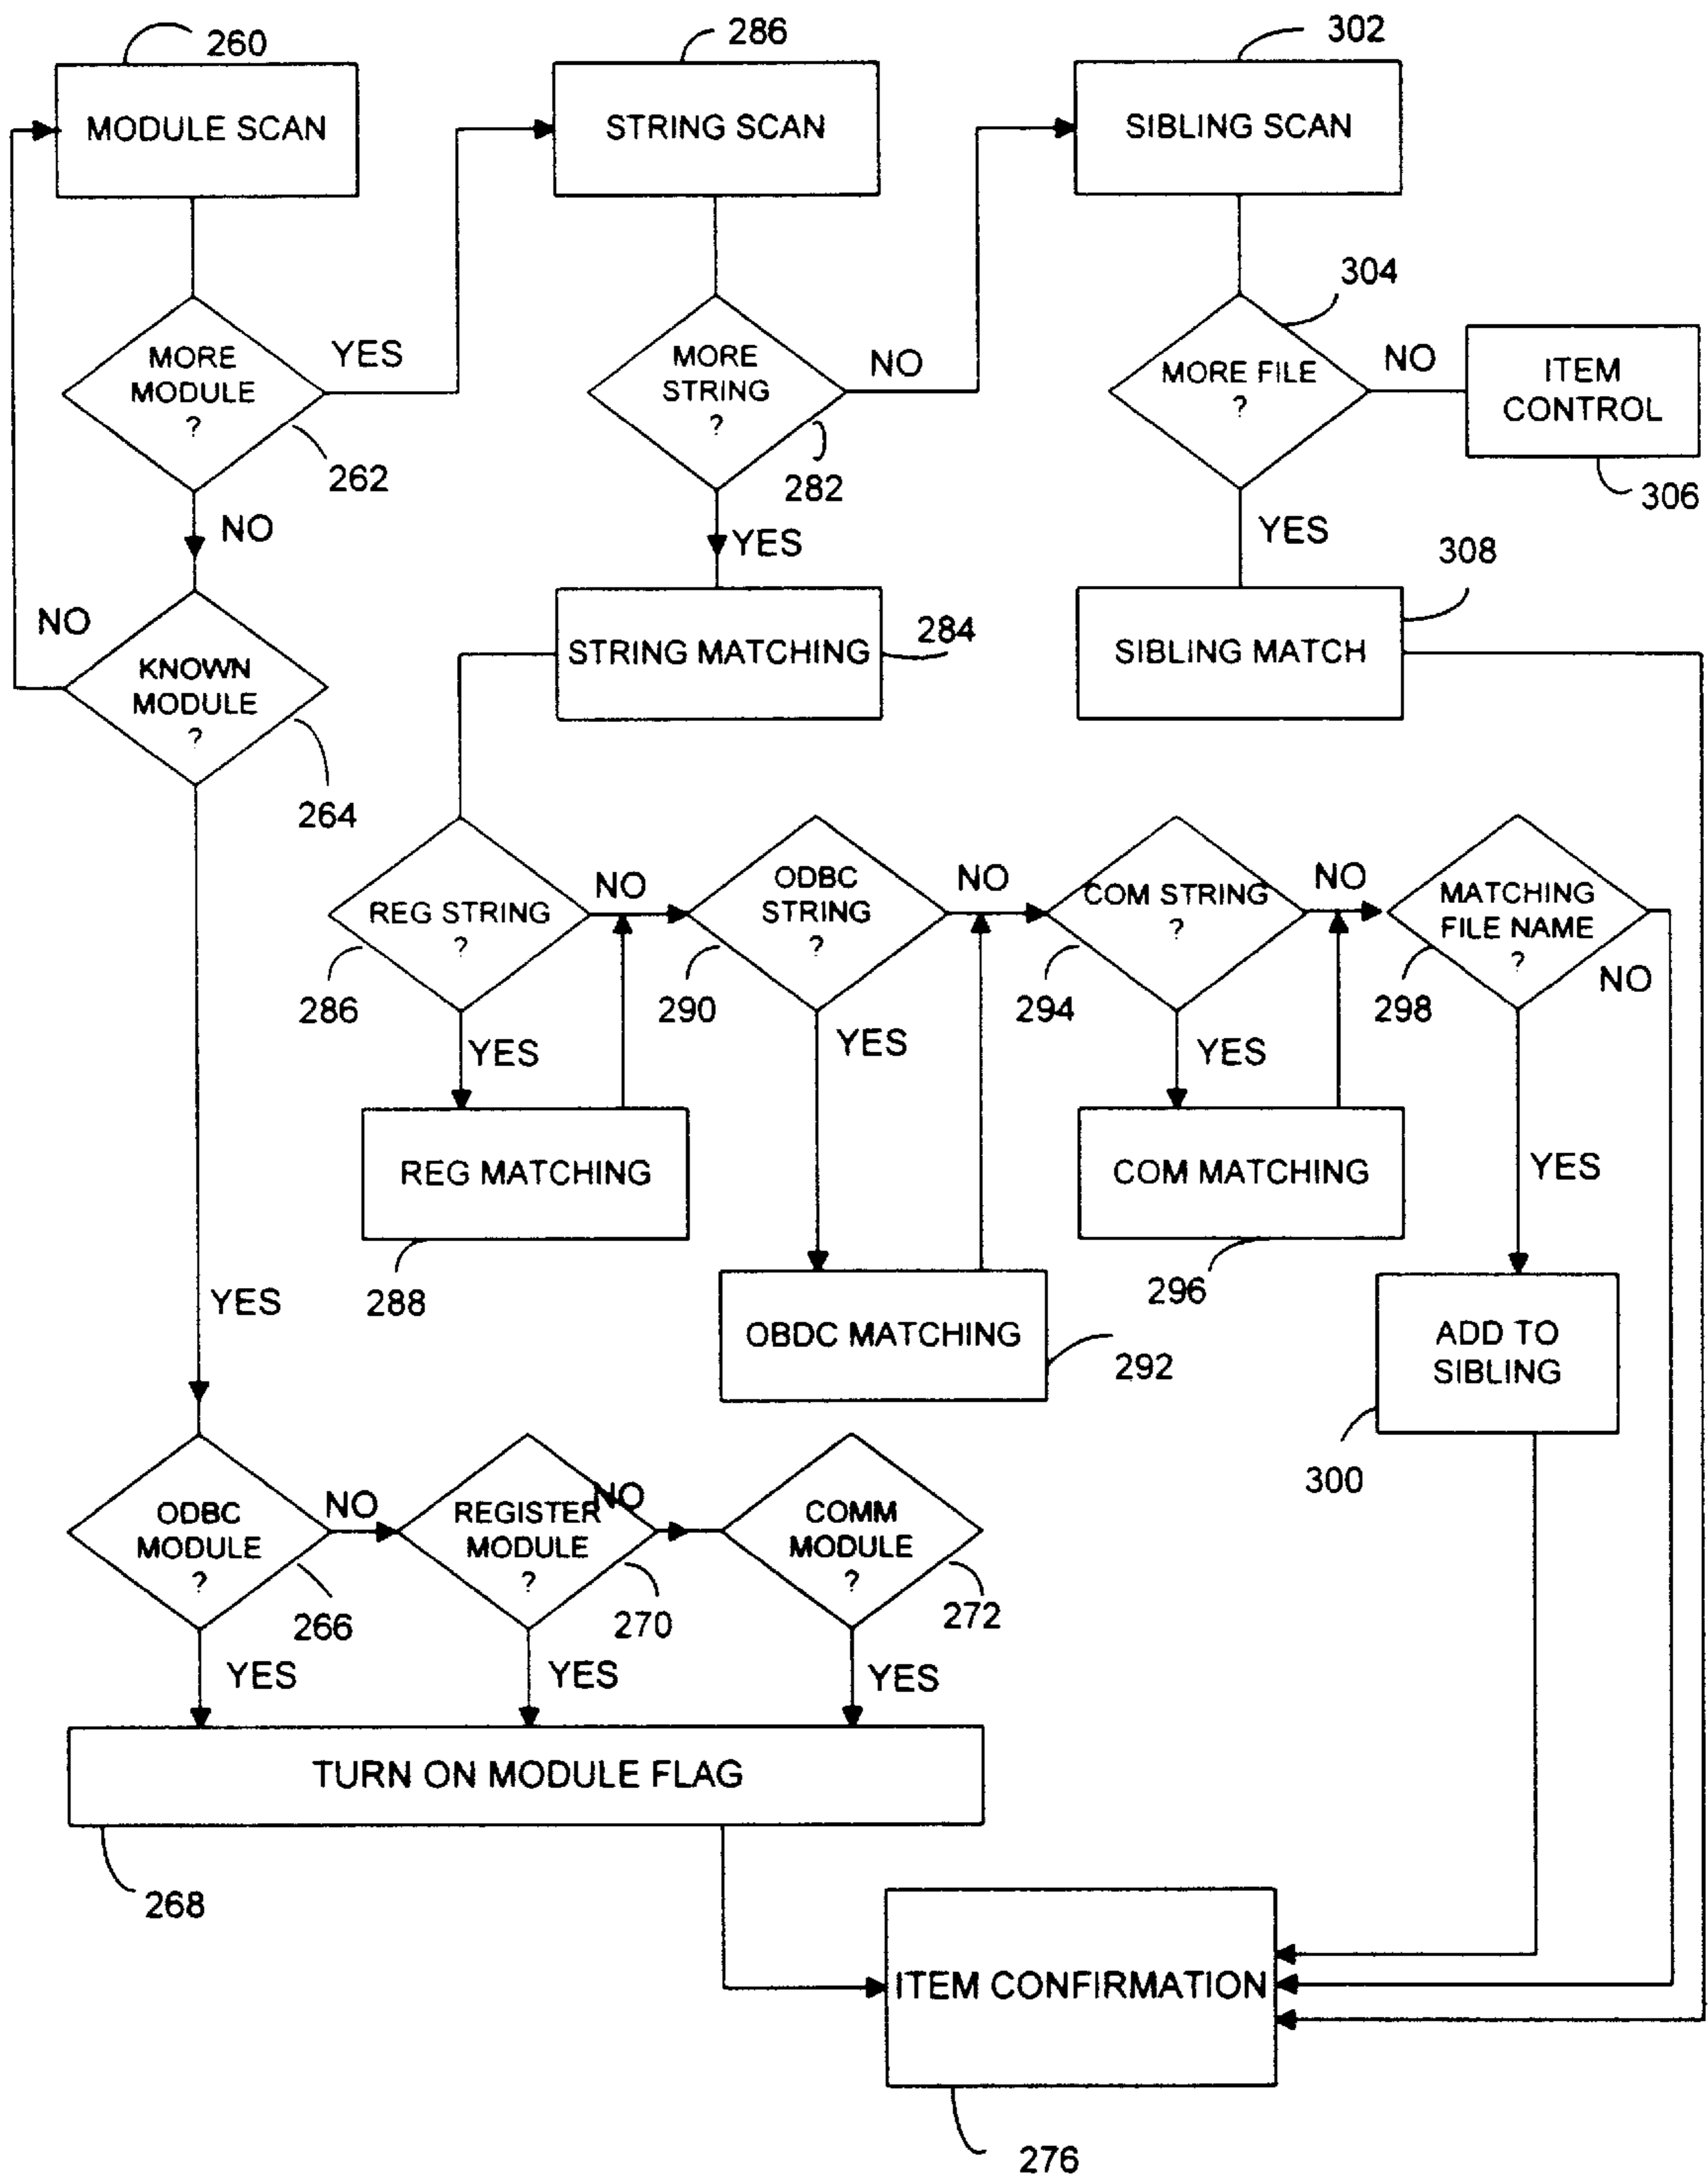 260
MODULE SCAN
286
STRING SCAN
302
SIBLING SCAN
MORE
MODULE
?
YES
262
NO
MORE
STRING
?
NO
282
YES
304
MORE FILE
?
NO
ITEM
CONTROL
306
YES
NO
KNOWN
MODULE
?
264
STRING MATCHING
284
308
SIBLING MATCH
REG STRING
?
NO
286
YES
ODBC
STRING
?
NO
290
YES
COM STRING
?
NO
294
YES
MATCHING
FILE NAME
?
NO
298
YES
REG MATCHING
288
OBDC MATCHING
292
COM MATCHING
296
ADD TO
SIBLING
300
YES
ODBC
MODULE
?
NO
266
YES
REGISTER
MODULE
?
NO
270
YES
COMM
MODULE
?
272
YES
TURN ON MODULE FLAG
268
ITEM CONFIRMATION
276